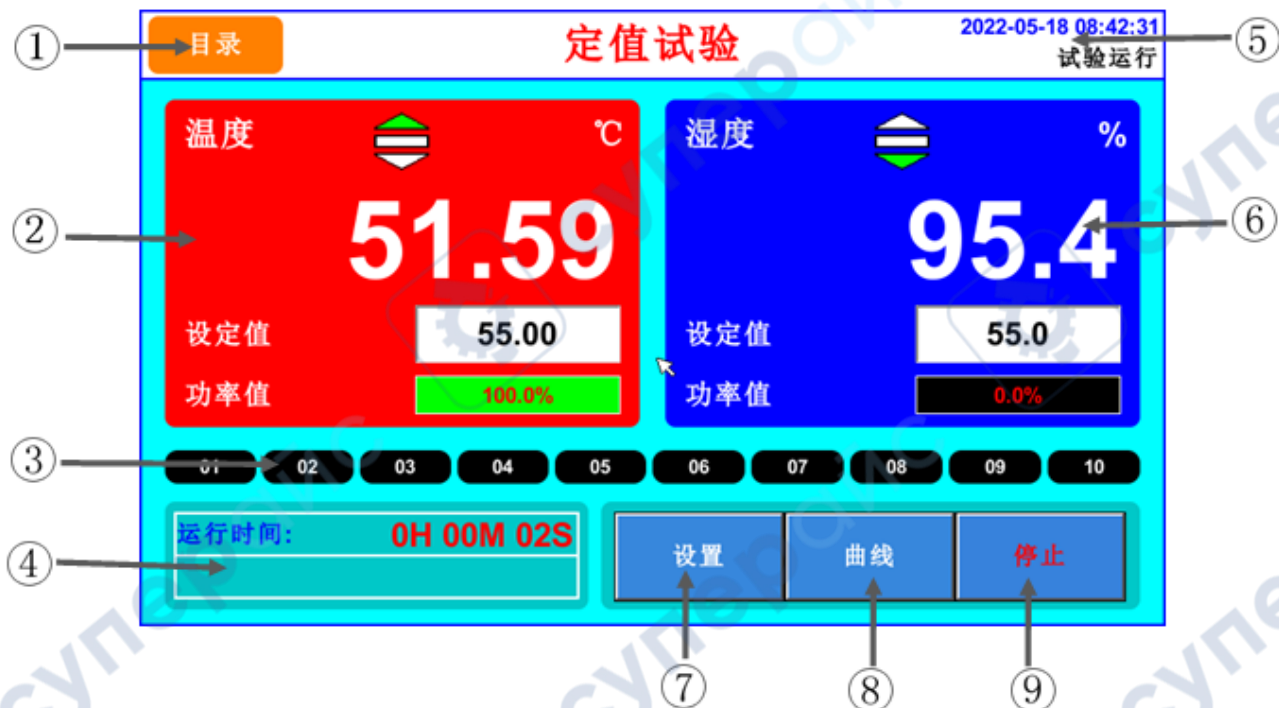 ① 目录 定值试验 2022-05-18 08:42:31 ⑤
试验运行
温度 ℃ 湿度 %
② 51.59 95.4 ⑥
设定值 55.00 设定值 55.0
功率值 100.0% 功率值 0.0%
③ 01 02 03 04 05 06 07 08 09 10
运行时间: 0H 00M 02S
④ 设置 曲线 停止
⑦ ⑧ ⑨